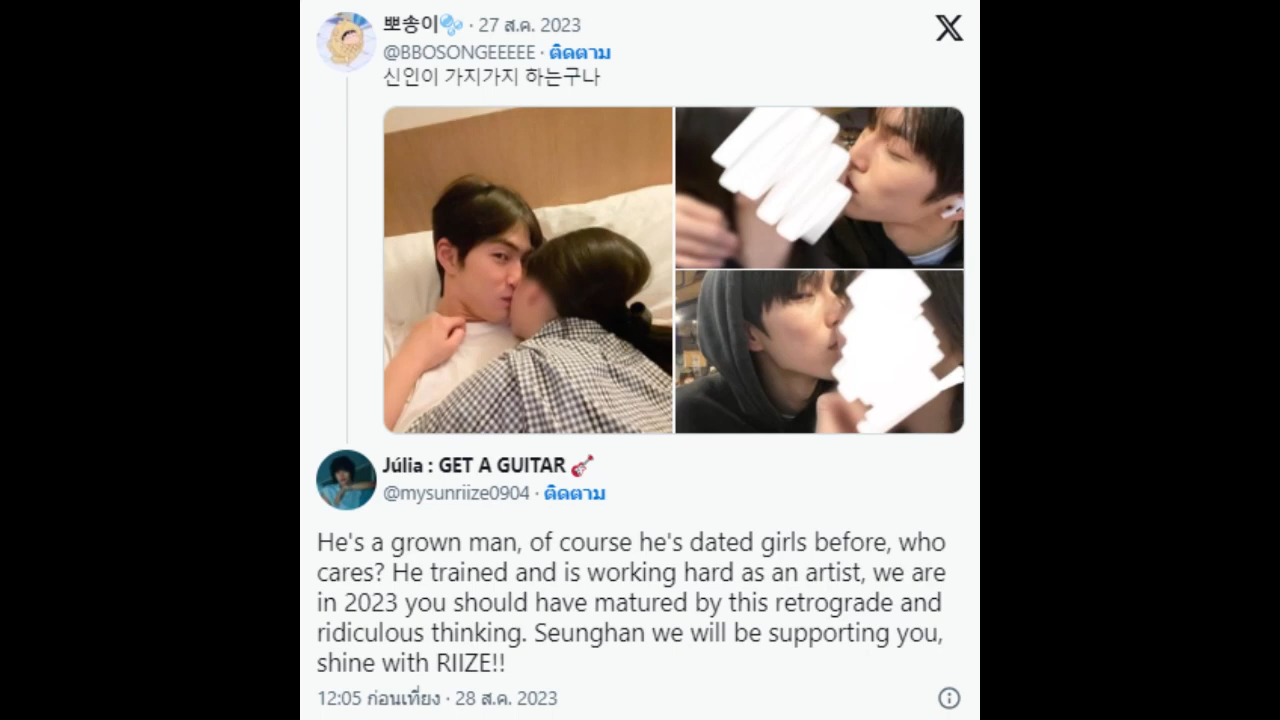 뽀송이🫧 · 27 ส.ค. 2023
@BBOSONGEEEEE · ติดตาม
신인이 가지가지 하는구나
Júlia : GET A GUITAR 🎸
@mysunriize0904 · ติดตาม
He's a grown man, of course he's dated girls before, who
cares? He trained and is working hard as an artist, we are
in 2023 you should have matured by this retrograde and
ridiculous thinking. Seunghan we will be supporting you,
shine with RIIZE!!
12:05 ก่อนเที่ยง · 28 ส.ค. 2023